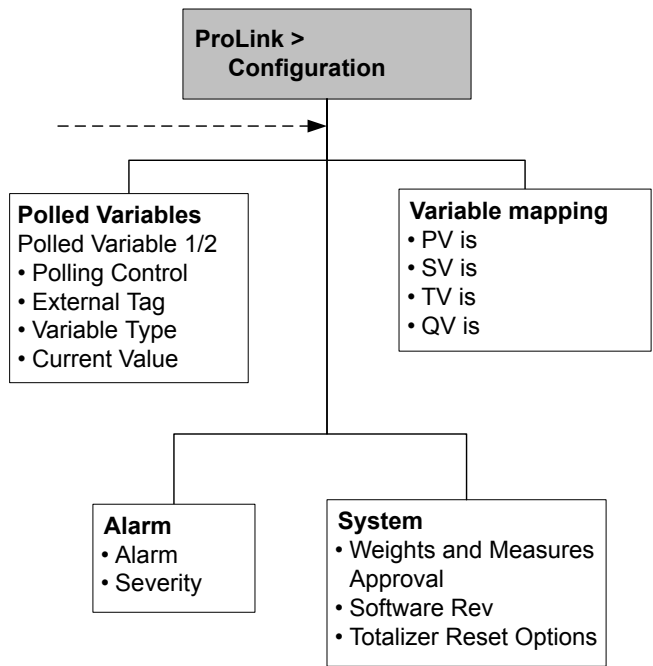 ProLink >
Configuration
Polled Variables
Polled Variable 1/2
• Polling Control
• External Tag
• Variable Type
• Current Value
Variable mapping
• PV is
• SV is
• TV is
• QV is
Alarm
• Alarm
• Severity
System
• Weights and Measures
Approval
• Software Rev
• Totalizer Reset Options